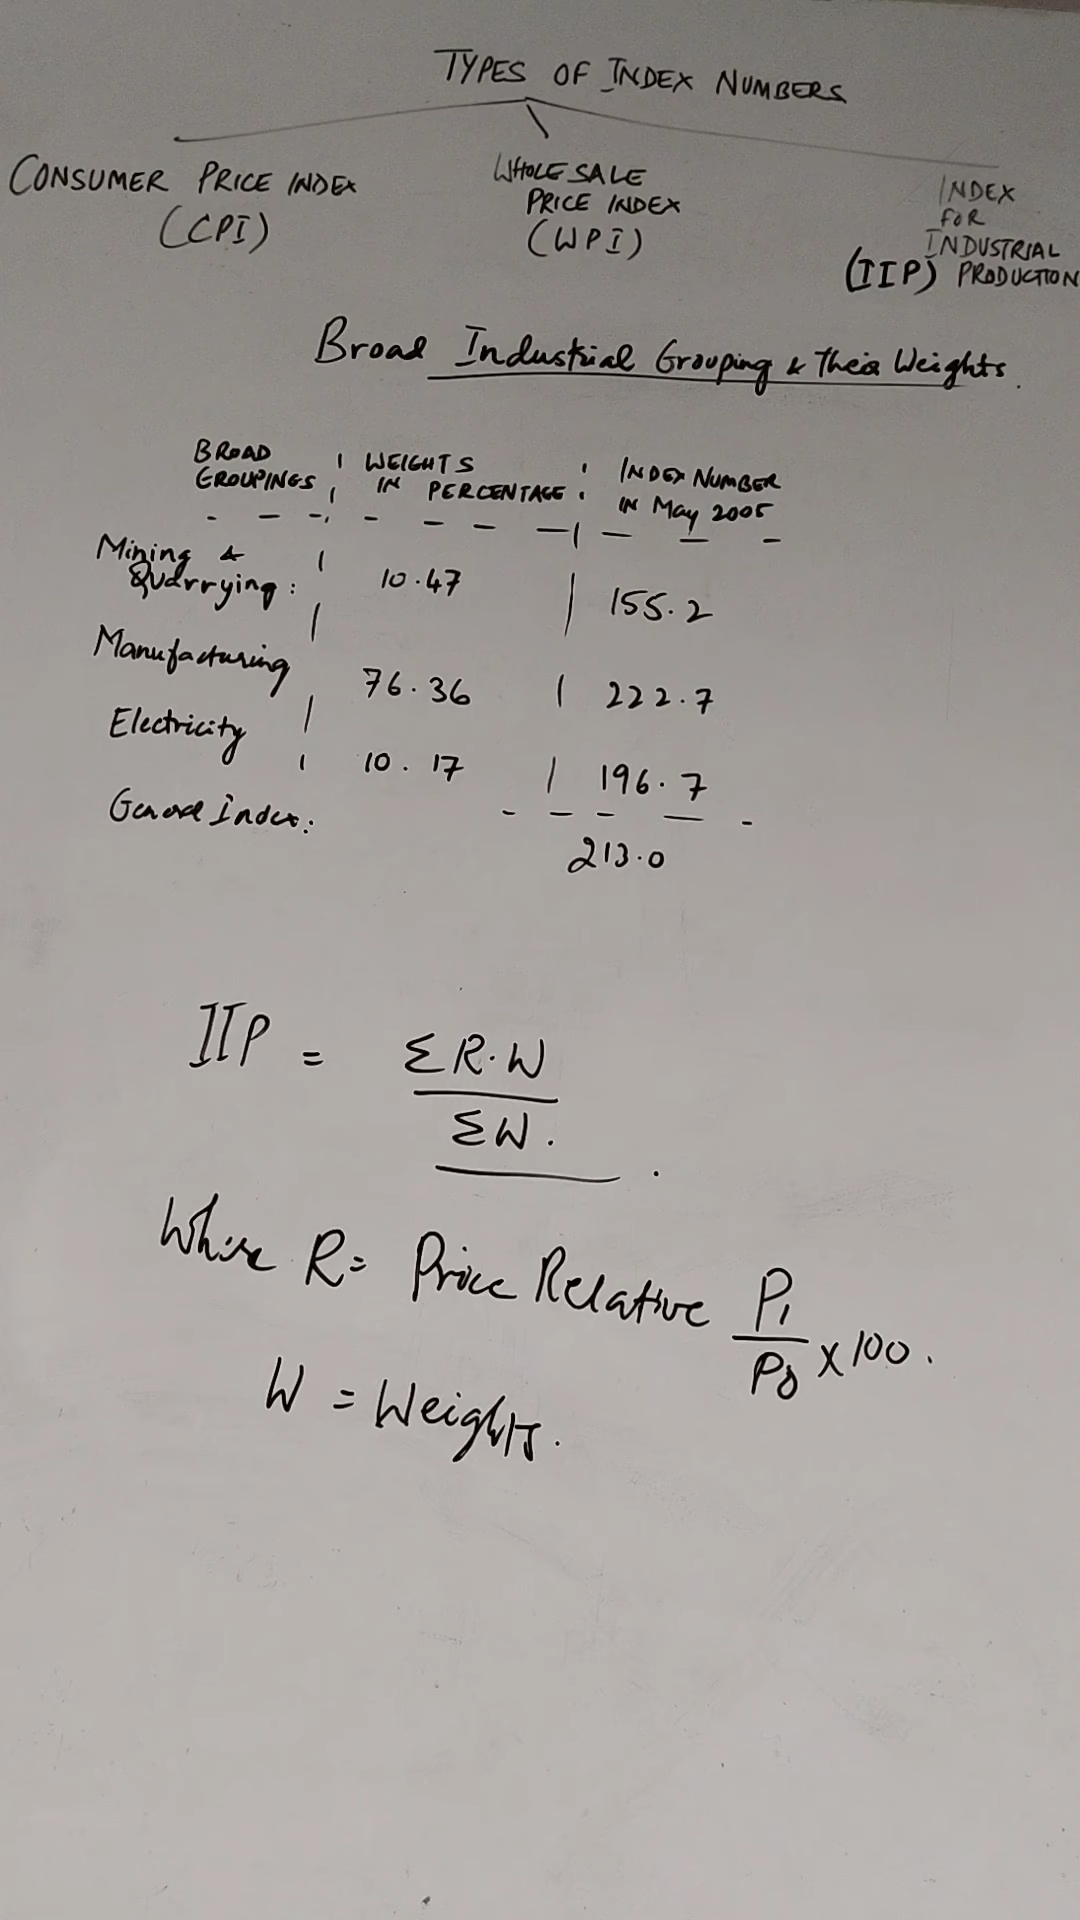 TYPES OF INDEX NUMBERS
CONSUMER PRICE INDEX
(CPI)
WHOLE SALE
PRICE INDEX
(WPI)
INDEX
FOR
INDUSTRIAL
(IIP) PRODUCTION
Broad Industrial Grouping & Their Weights.
BROAD
GROUPINGS
WEIGHTS
IN PERCENTAGE
INDEX NUMBER
IN May 2005
Mining &
Quarrying: 10.47 155.2
Manufacturing 76.36 222.7
Electricity 10.17 196.7
General Index: 213.0
IIP = ΣR.W
ΣW.
Where R = Price Relative P1
P0 X 100.
W = Weights.